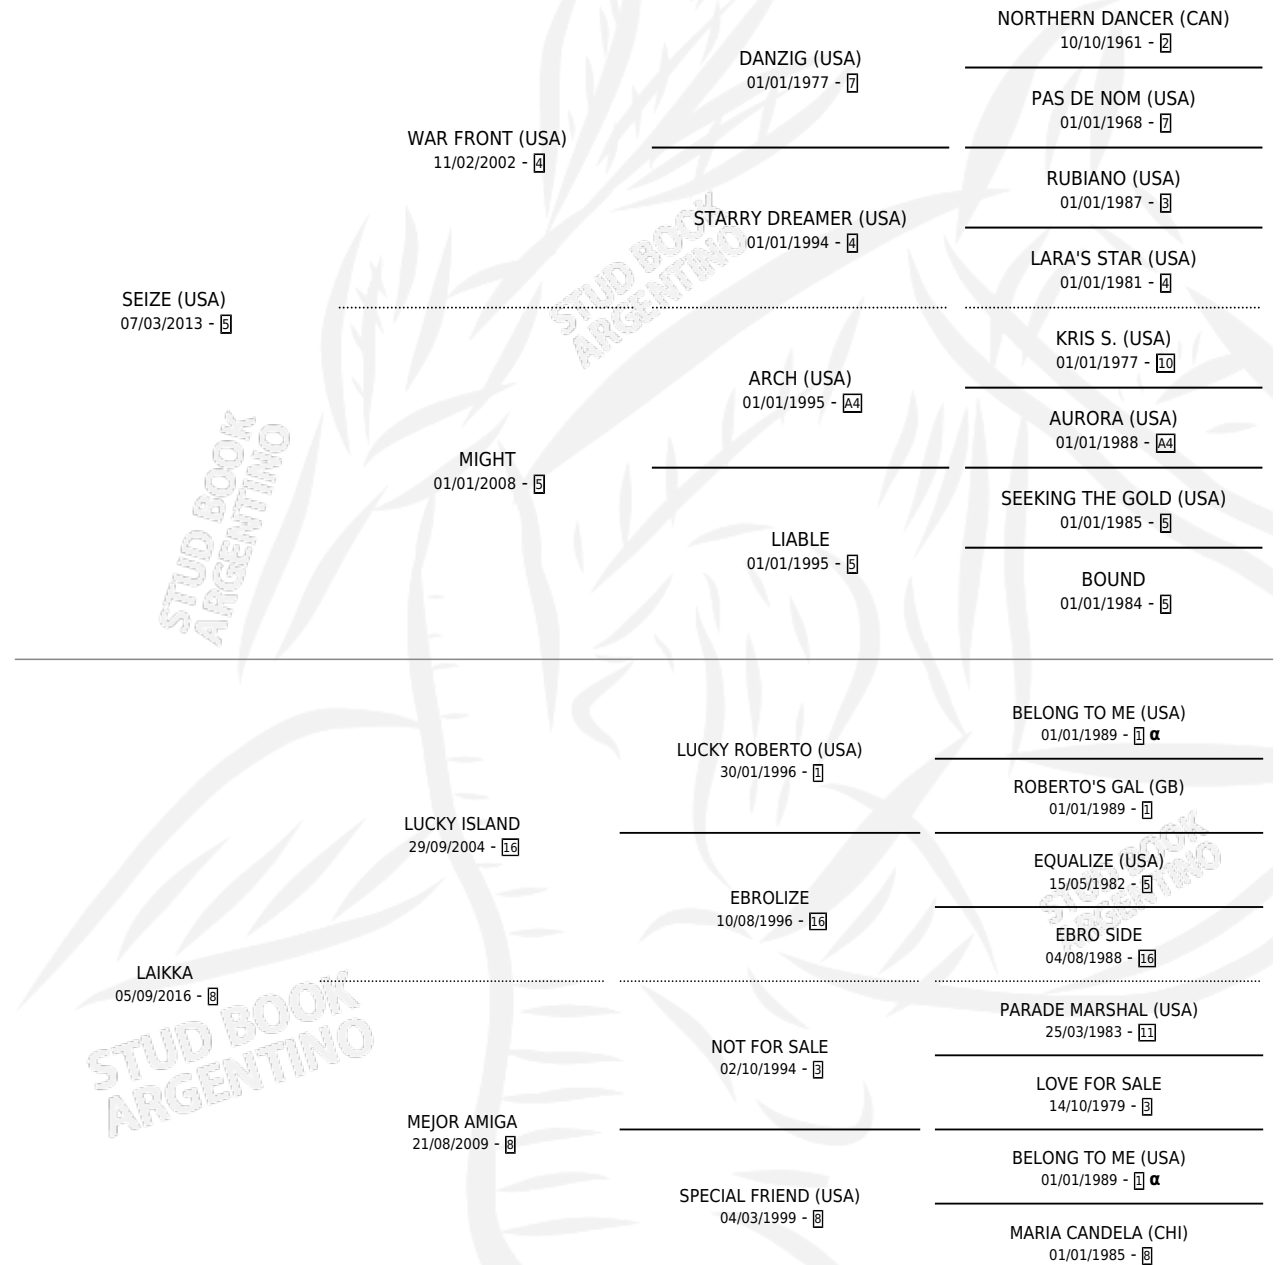 NORTHERN DANCER (CAN)
10/10/1961 - 2
DANZIG (USA)
01/01/1977 - 7
PAS DE NOM (USA)
01/01/1968 - 7
WAR FRONT (USA)
11/02/2002 - 4
RUBIANO (USA)
01/01/1987 - 3
STARRY DREAMER (USA)
01/01/1994 - 4
LARA'S STAR (USA)
01/01/1981 - 4
SEIZE (USA)
07/03/2013 - 5
KRIS S. (USA)
01/01/1977 - 10
ARCH (USA)
01/01/1995 - A4
AURORA (USA)
01/01/1988 - A4
MIGHT
01/01/2008 - 5
SEEKING THE GOLD (USA)
01/01/1985 - 5
LIABLE
01/01/1995 - 5
BOUND
01/01/1984 - 5
BELONG TO ME (USA)
01/01/1989 - 1 α
LUCKY ROBERTO (USA)
30/01/1996 - 1
ROBERTO'S GAL (GB)
01/01/1989 - 1
LUCKY ISLAND
29/09/2004 - 16
EQUALIZE (USA)
15/05/1982 - 5
EBROLIZE
10/08/1996 - 16
EBRO SIDE
04/08/1988 - 16
LAIKKA
05/09/2016 - 8
PARADE MARSHAL (USA)
25/03/1983 - 11
NOT FOR SALE
02/10/1994 - 3
LOVE FOR SALE
14/10/1979 - 3
MEJOR AMIGA
21/08/2009 - 8
BELONG TO ME (USA)
01/01/1989 - 1 α
SPECIAL FRIEND (USA)
04/03/1999 - 8
MARIA CANDELA (CHI)
01/01/1985 - 8
STUD BOOK
ARGENTINO
STUD BOOK
ARGENTINO
STUD BOOK
ARGENTINO
STUD BOOK
ARGENTINO